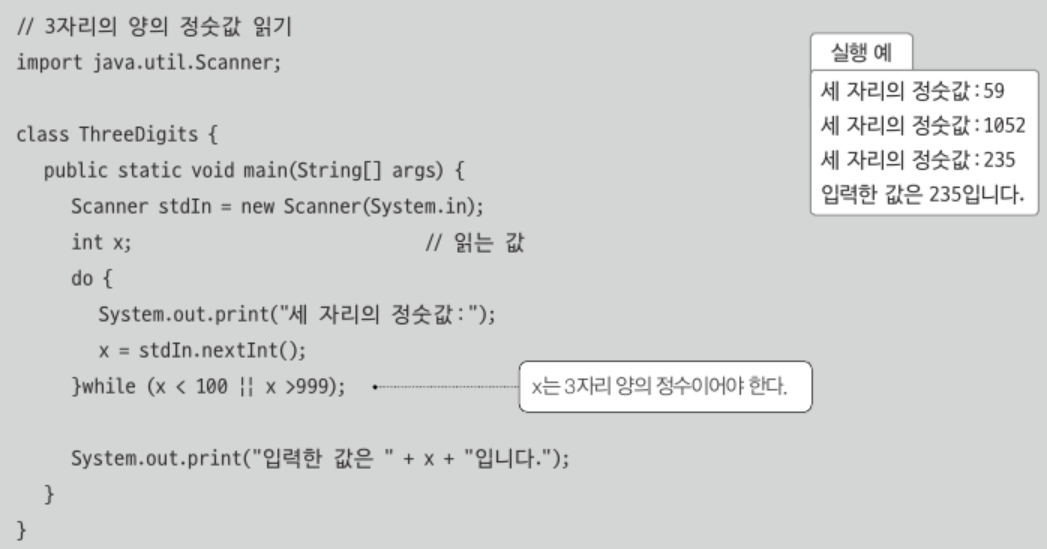 // 3자리의 양의 정숫값 읽기
import java.util.Scanner;
class ThreeDigits {
public static void main(String[] args) {
Scanner stdIn = new Scanner(System.in);
int x; // 읽는 값
do {
System.out.print("세 자리의 정숫값:");
x = stdIn.nextInt();
}while (x < 100 || x >999);
x는 3자리 양의 정수이어야 한다.
System.out.print("입력한 값은 " + x + "입니다.");
}
}
실행 예
세 자리의 정숫값:59
세 자리의 정숫값:1052
세 자리의 정숫값:235
입력한 값은 235입니다.